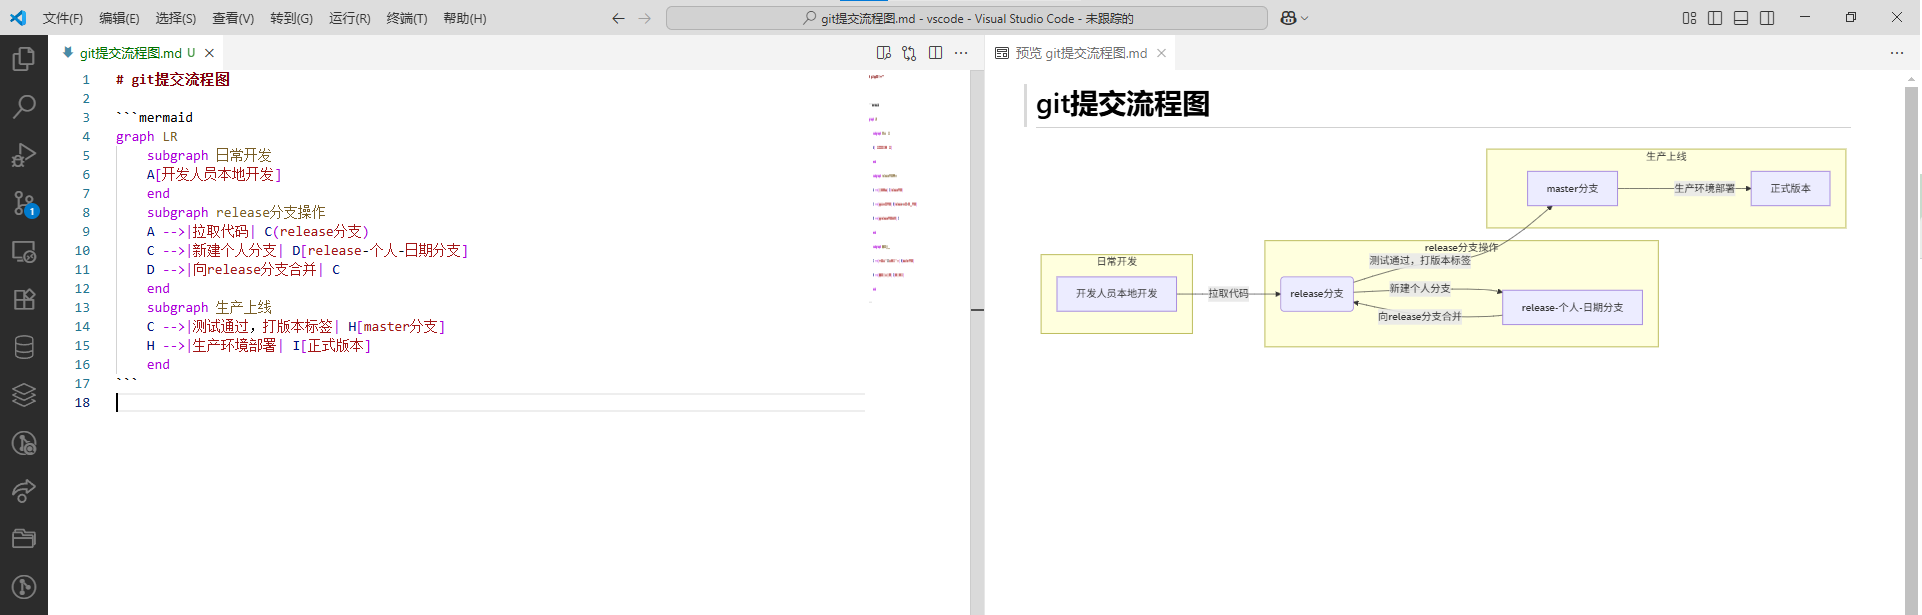 文件(F) 编辑(E) 选择(S) 查看(V) 转到(G) 运行(R) 终端(T) 帮助(H)
git提交流程图.md - vscode - Visual Studio Code - 未跟踪的
git提交流程图.md U
1 # git提交流程图
2
3 ```mermaid
4 graph LR
5 subgraph 日常开发
6 A[开发人员本地开发]
7 end
8 subgraph release分支操作
9 A -->|拉取代码| C(release分支)
10 C -->|新建个人分支| D[release-个人-日期分支]
11 D -->|向release分支合并| C
12 end
13 subgraph 生产上线
14 C -->|测试通过，打版本标签| H[master分支]
15 H -->|生产环境部署| I[正式版本]
16 end
17 ```
18
1
预览 git提交流程图.md
git提交流程图
生产上线
master分支
生产环境部署
正式版本
release分支操作
测试通过，打版本标签
日常开发
开发人员本地开发
拉取代码
release分支
新建个人分支
release-个人-日期分支
向release分支合并